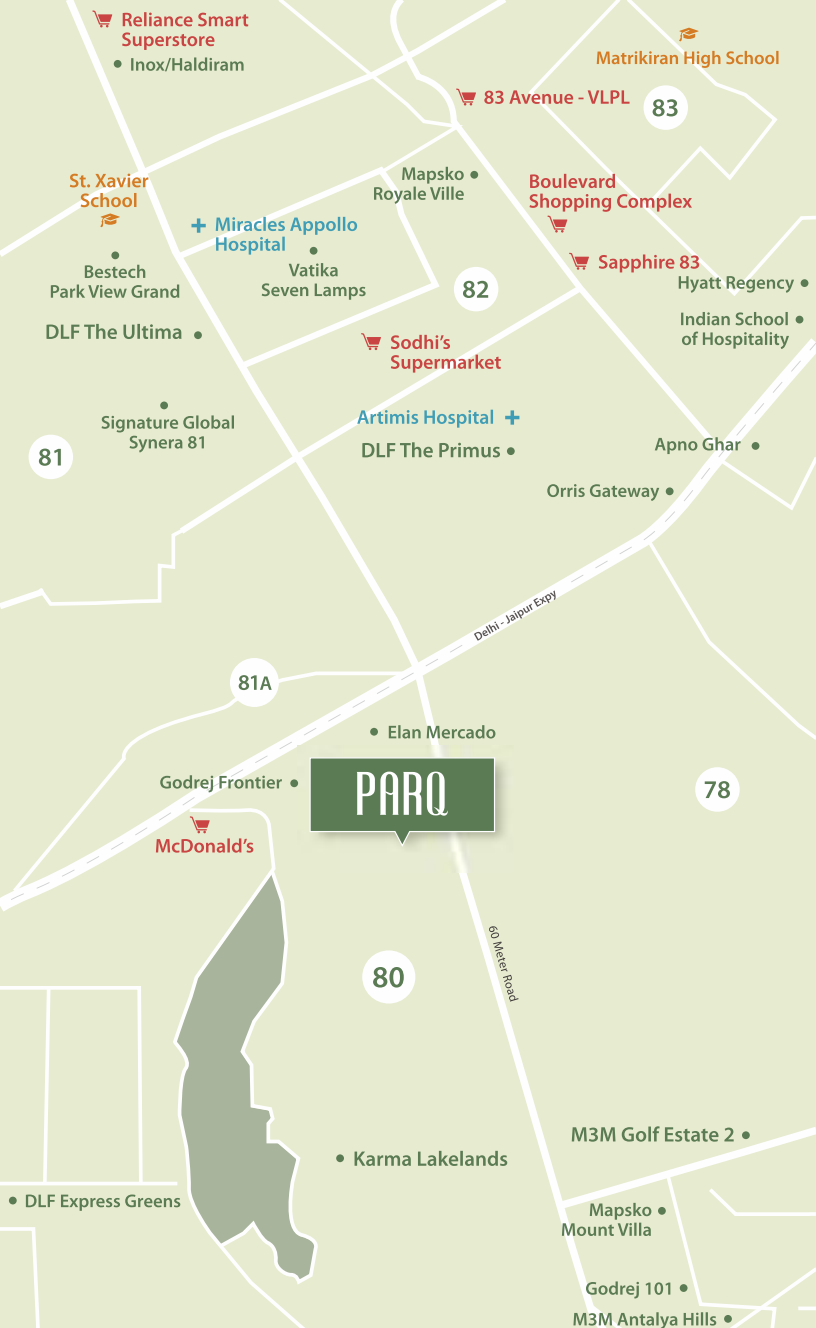 Reliance Smart
Superstore
Inox/Haldiram
Matrikiran High School
83 Avenue - VLPL
83
St. Xavier
School
Mapsko
Royale Ville
Boulevard
Shopping Complex
Miracles Appollo
Hospital
Bestech
Park View Grand
Vatika
Seven Lamps
Sapphire 83
82
Hyatt Regency
Indian School
of Hospitality
DLF The Ultima
Sodhi's
Supermarket
Signature Global
Synera 81
Artimis Hospital
DLF The Primus
81
Apno Ghar
Orris Gateway
Delhi - Jaipur Expy
81A
Elan Mercado
Godrej Frontier
PARQ
78
McDonald's
60 Meter Road
80
M3M Golf Estate 2
Karma Lakelands
DLF Express Greens
Mapsko
Mount Villa
Godrej 101
M3M Antalya Hills